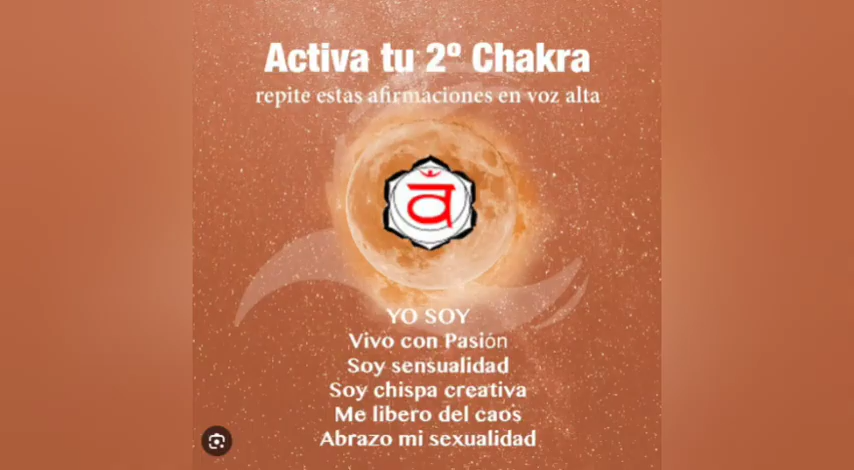 Activa tu 2º Chakra
repite estas afirmaciones en voz alta
वं
YO SOY
Vivo con Pasión
Soy sensualidad
Soy chispa creativa
Me libero del caos
Abrazo mi sexualidad